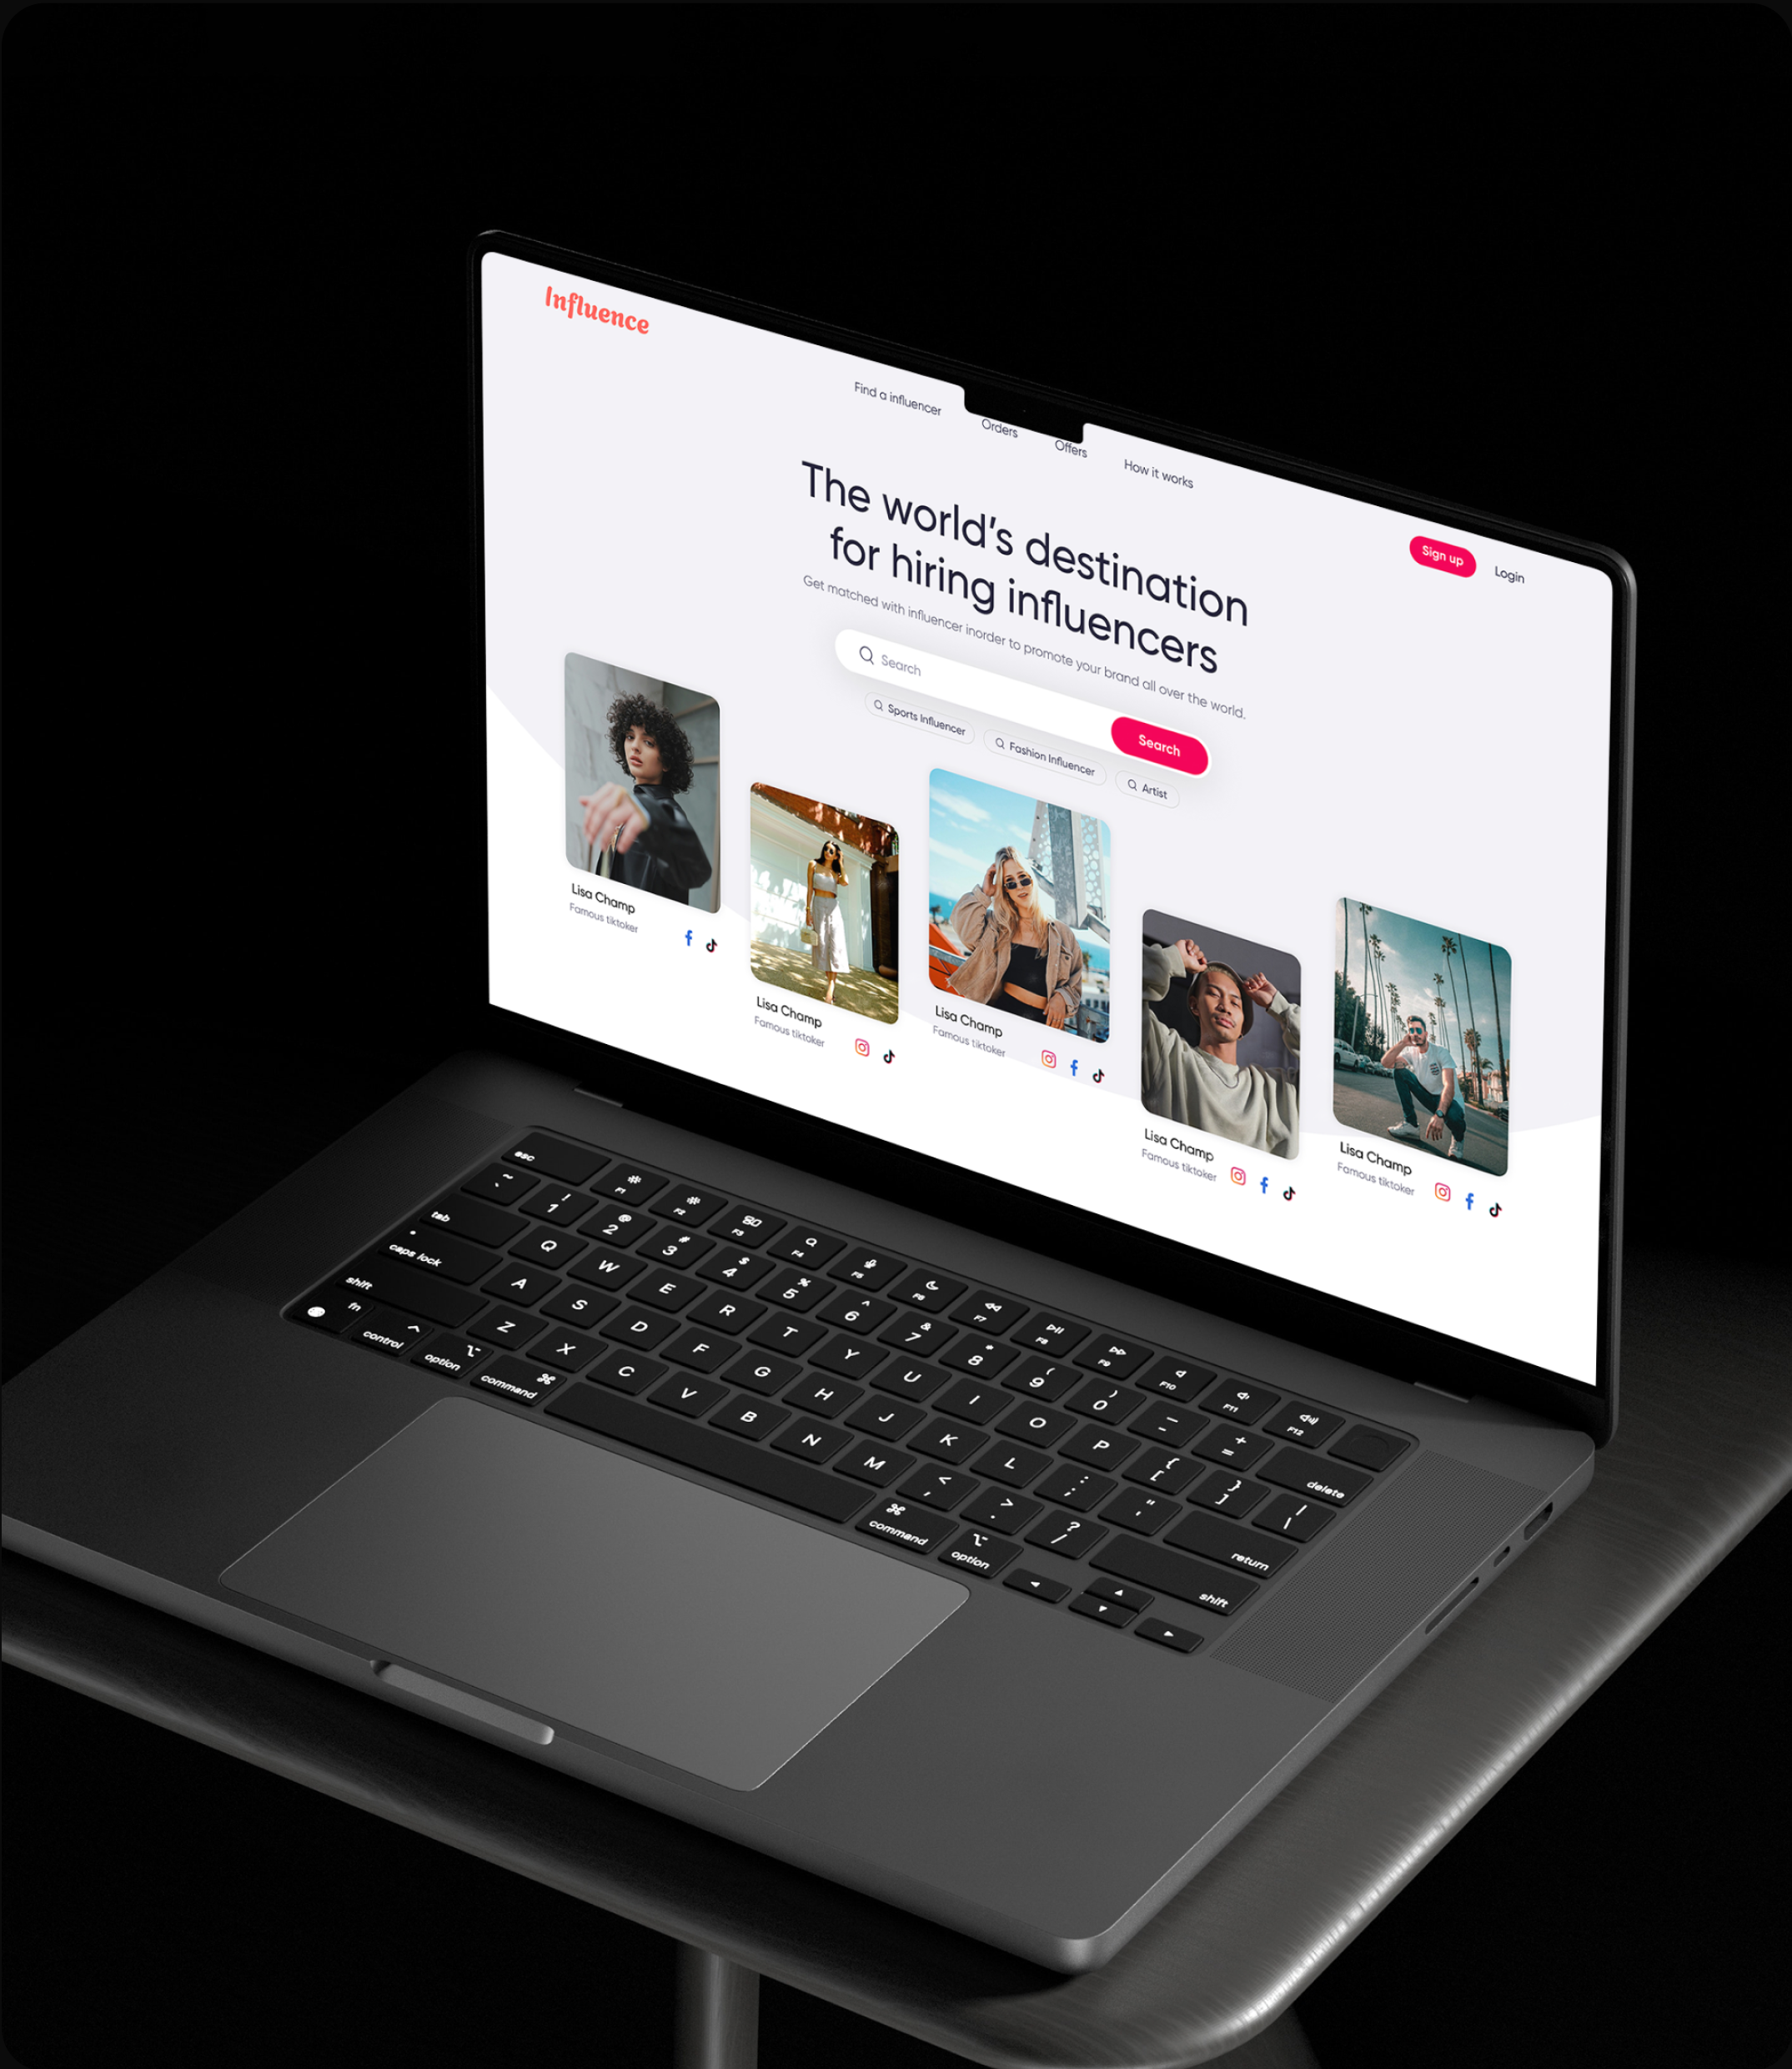 Influence
Find a influencer
Orders
Offers
How it works
Sign up
Login
The world's destination
for hiring influencers
Get matched with influencer inorder to promote your brand all over the world.
Search
Search
Sports Influencer
Fashion Influencer
Artist
Lisa Champ
Famous tiktoker
Lisa Champ
Famous tiktoker
Lisa Champ
Famous tiktoker
Lisa Champ
Famous tiktoker
Lisa Champ
Famous tiktoker
esc F1 F2 F3 F4 F5 F6 F7 F8 F9 F10 F11 F12
~ ` ! 1 @ 2 # 3 $ 4 % 5 ^ 6 & 7 * 8 ( 9 ) 0 — - + = delete
tab Q W E R T Y U I O P { [ } ] | \
caps lock A S D F G H J K L : ; " ' return
shift Z X C V B N M < , > . ? / shift
fn control option command command option